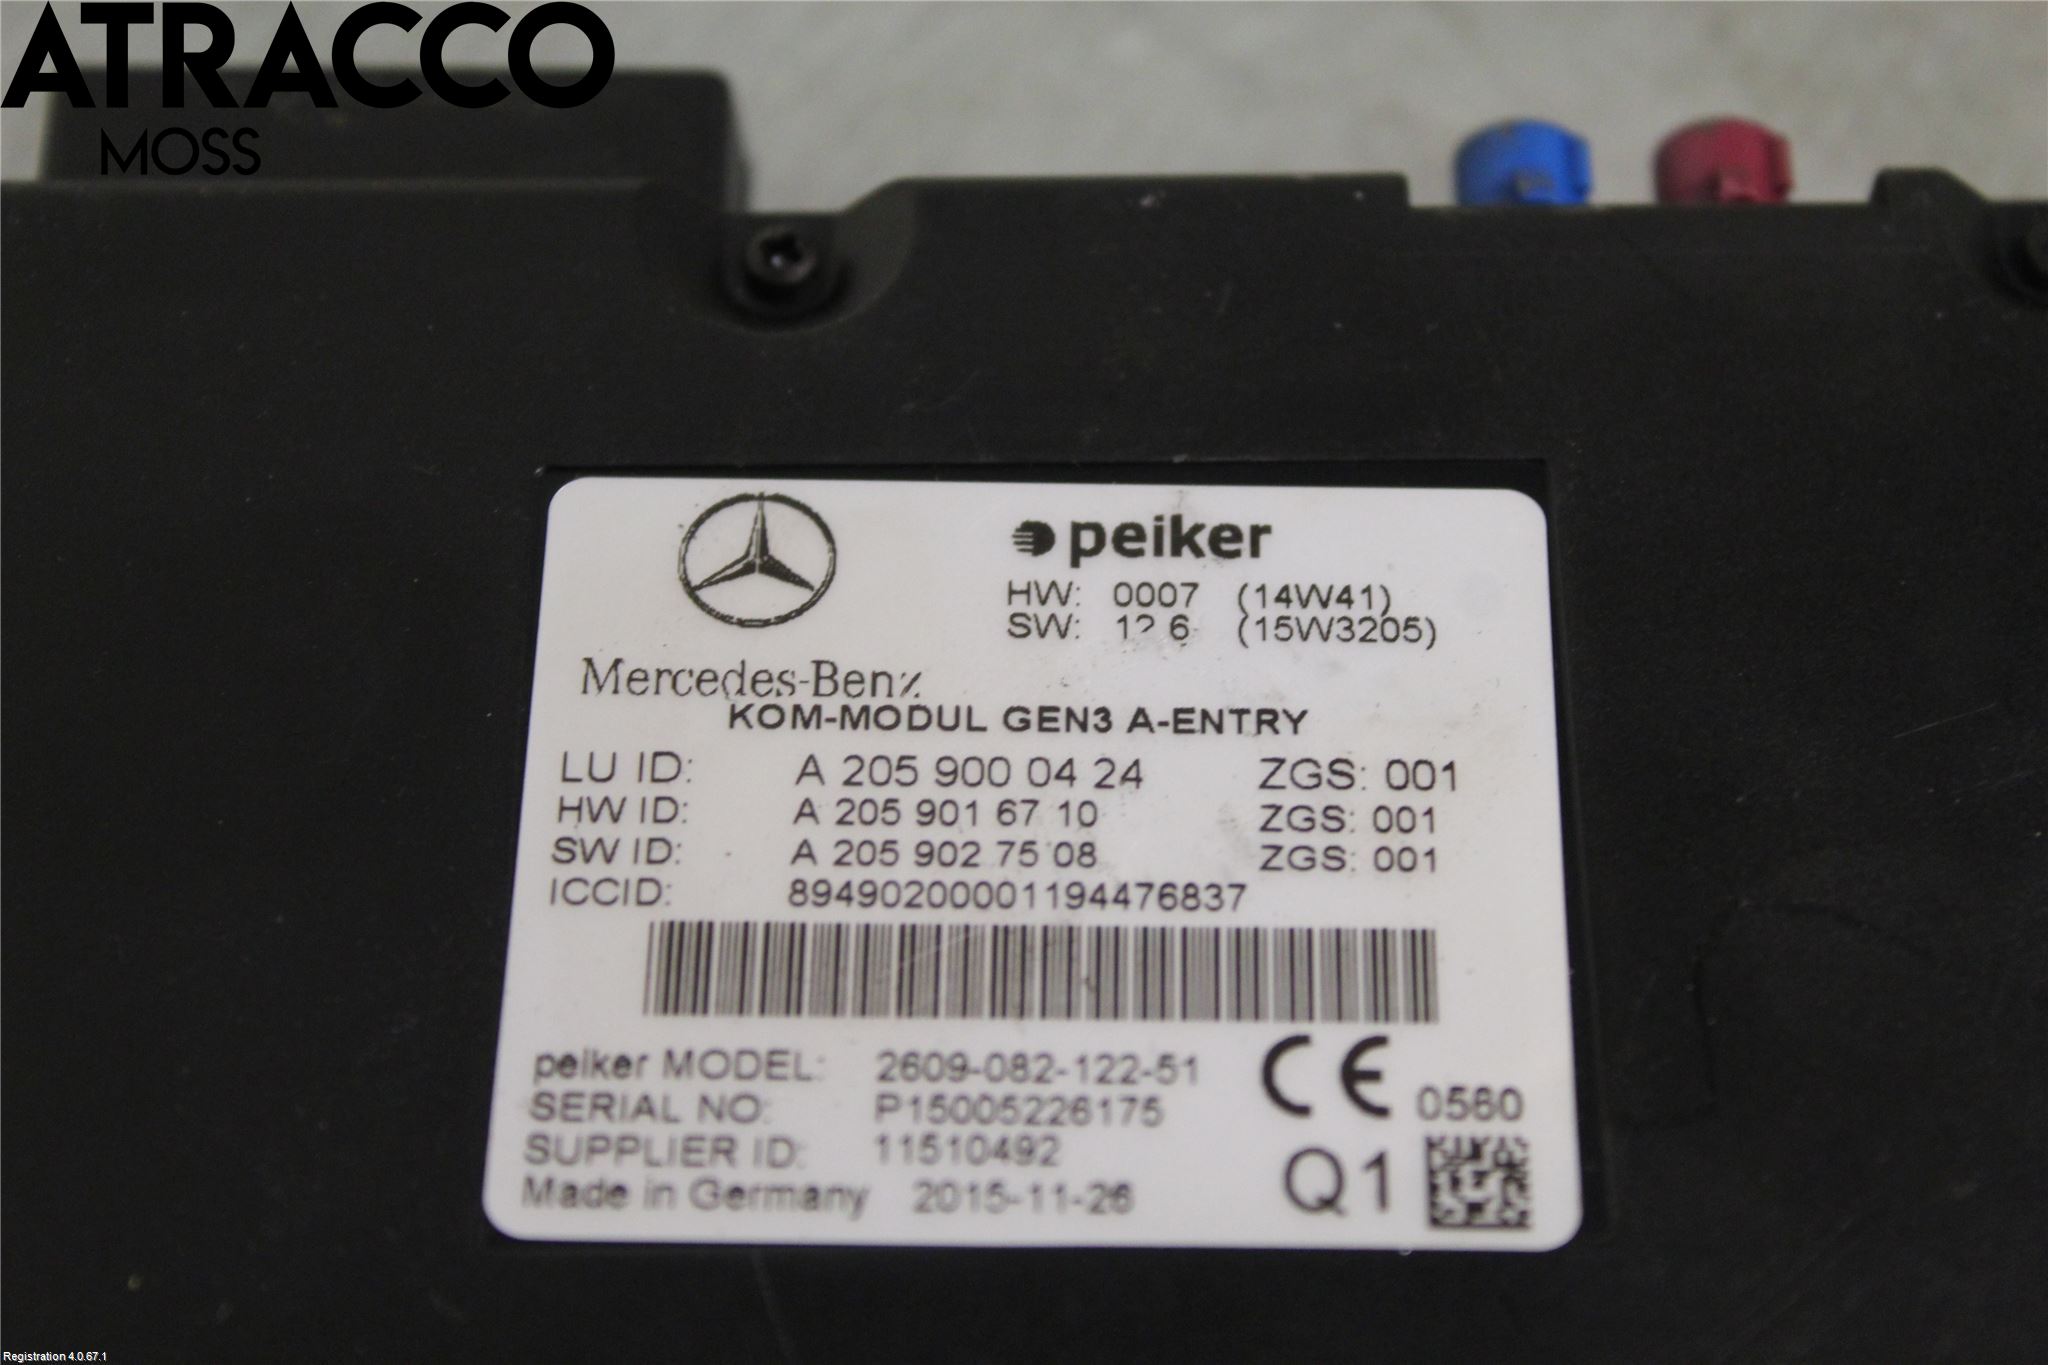 ATRACCO
MOSS
peiker
HW: 0007 (14W41)
SW: (15W3205)
Mercedes-Benz
KOM-MODUL GEN3 A-ENTRY
LU ID: A 205 900 04 24 ZGS: 001
HW ID: A 205 901 67 10 ZGS: 001
SW ID: A 205 902 75 08 ZGS: 001
ICCID: 89490200001194476837
peiker MODEL: 2609-082-122-51
CE 0560
SERIAL NO: P15005226175
SUPPLIER ID: 11510492
Made in Germany 2015-11-26
Q1
Registration 4.0.67.1